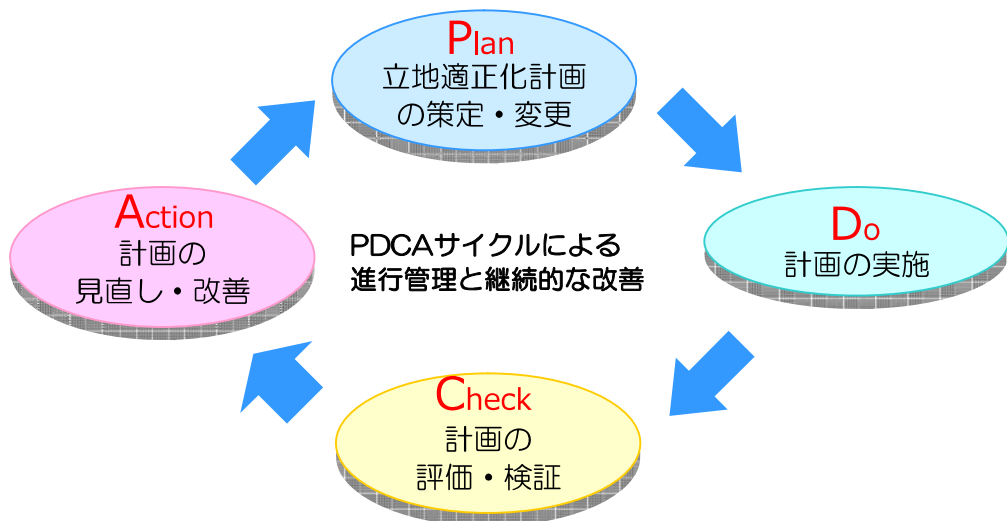 Plan
立地適正化計画
の策定・変更
Action
計画の
見直し・改善
PDCAサイクルによる
進行管理と継続的な改善
Do
計画の実施
Check
計画の
評価・検証